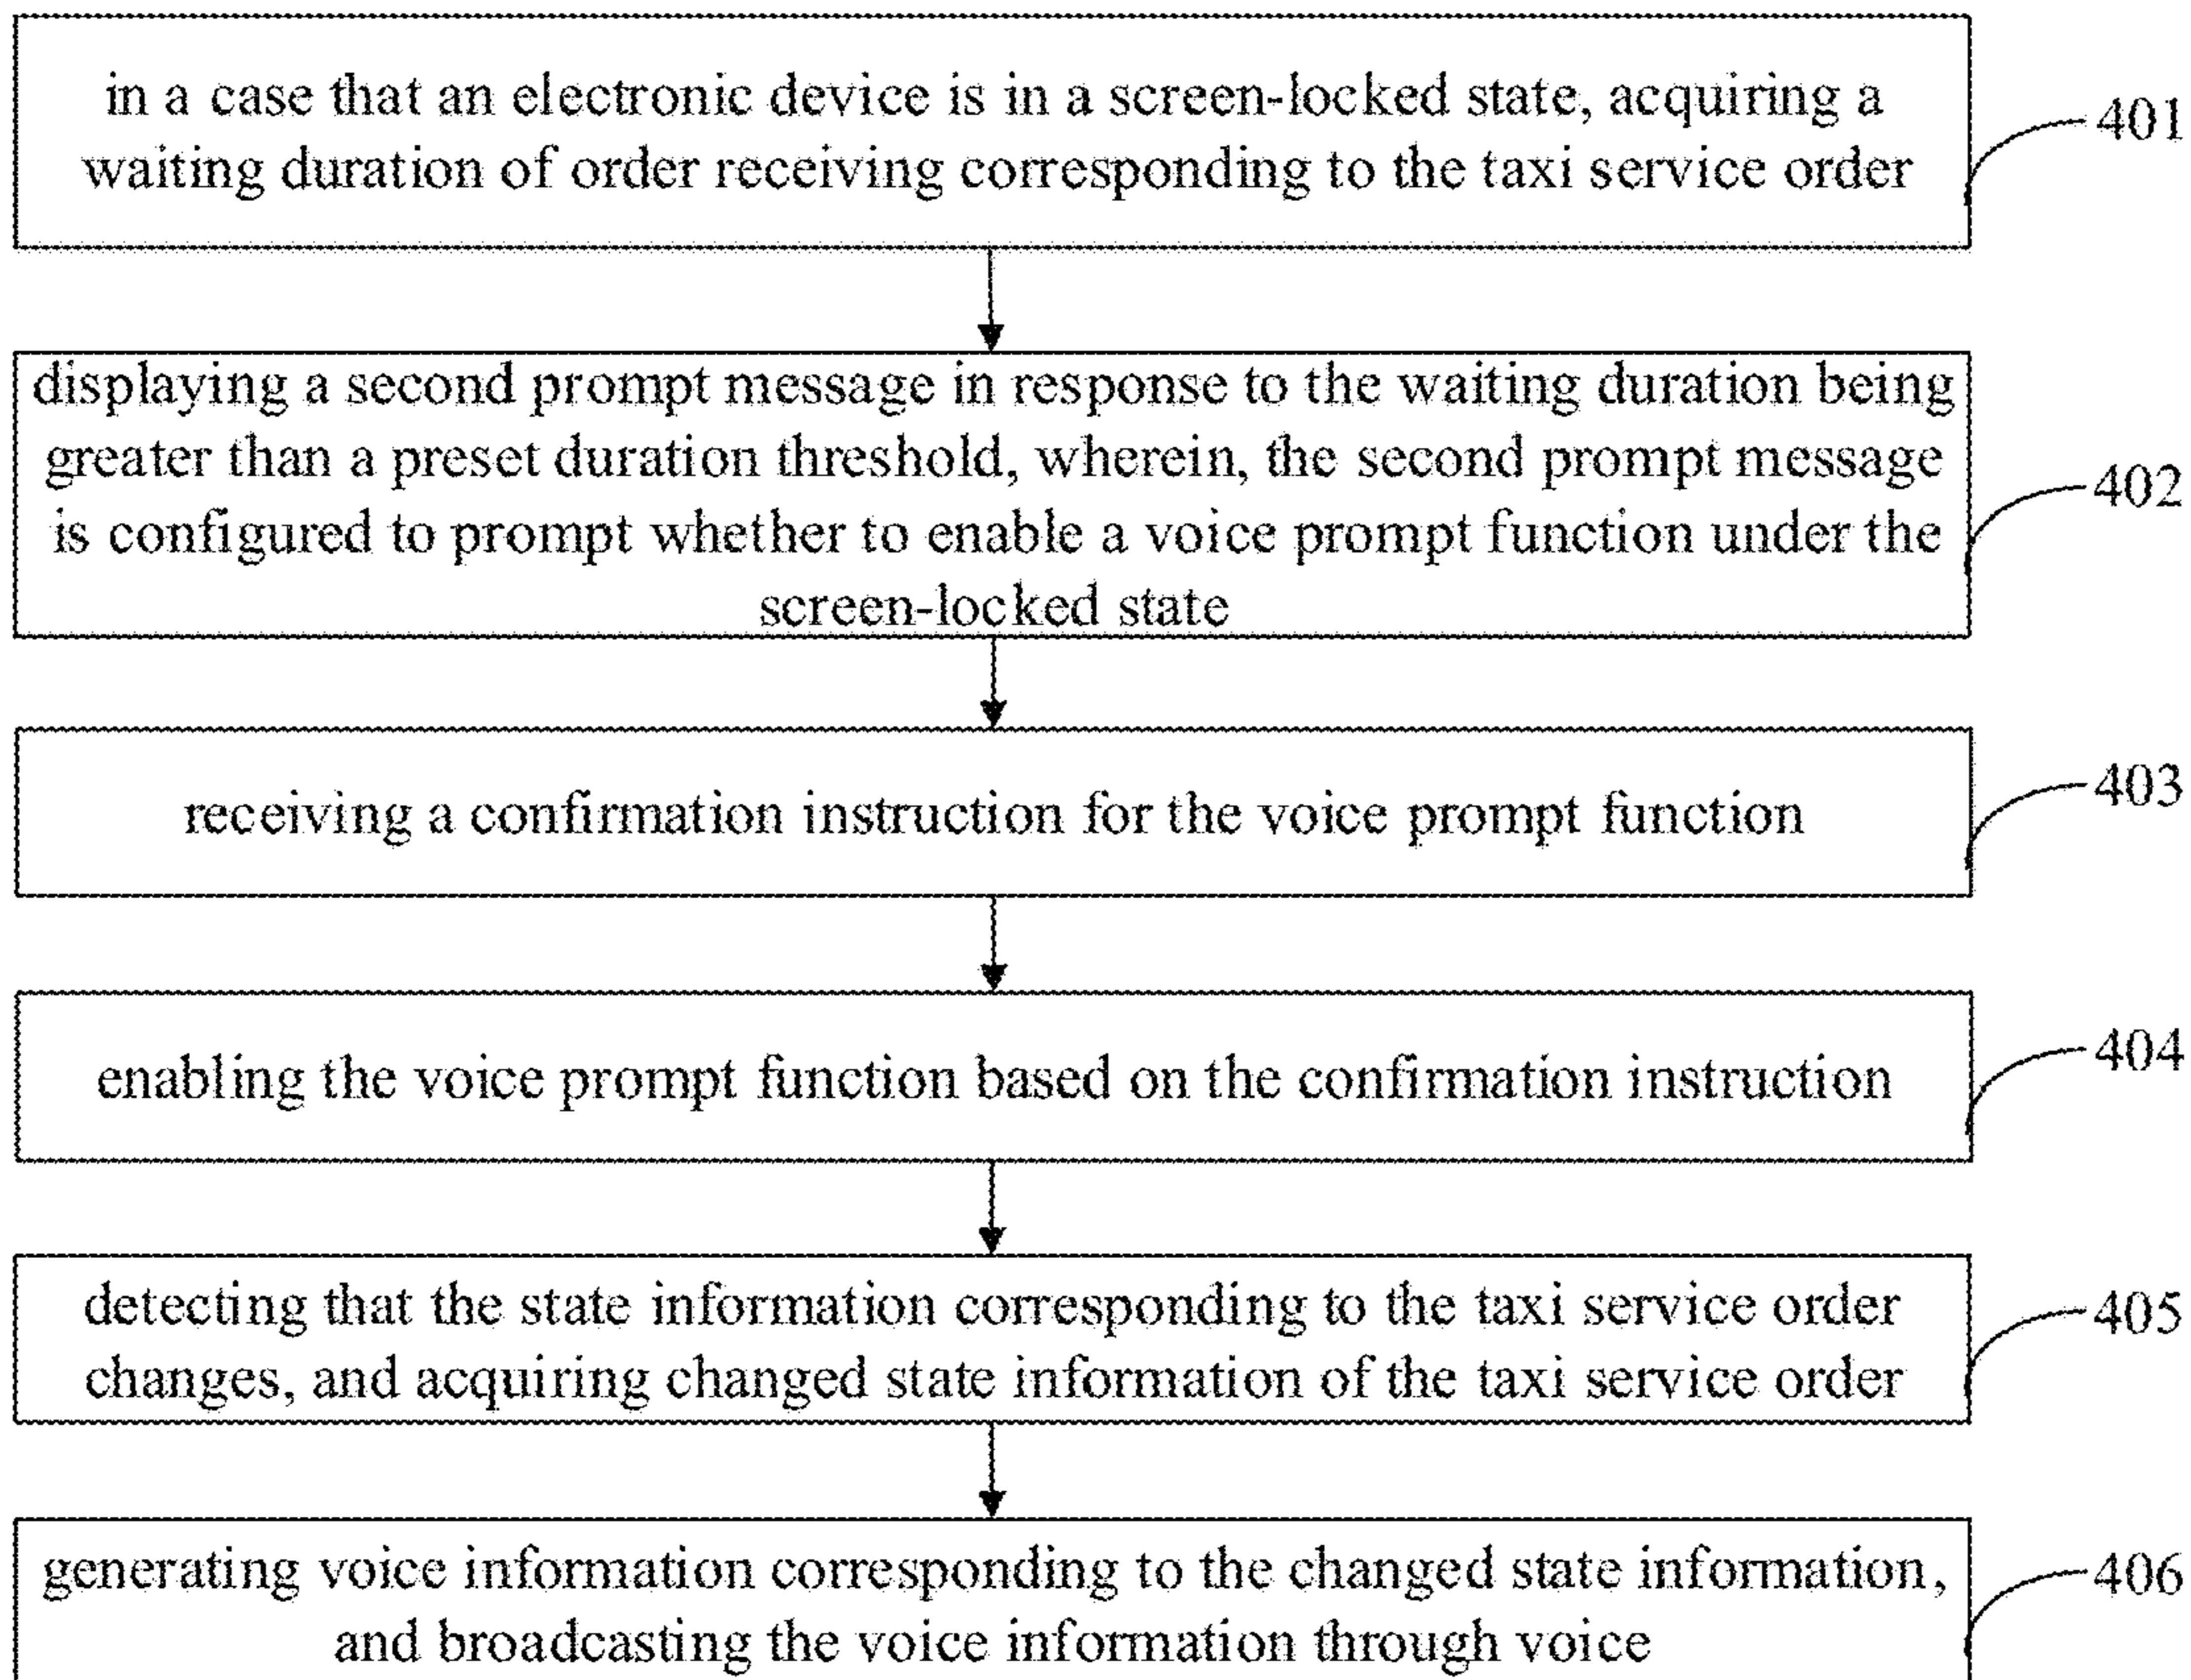 in a case that an electronic device is in a screen-locked state, acquiring a
waiting duration of order receiving corresponding to the taxi service order
401
displaying a second prompt message in response to the waiting duration being
greater than a preset duration threshold, wherein, the second prompt message
is configured to prompt whether to enable a voice prompt function under the
screen-locked state
402
receiving a confirmation instruction for the voice prompt function
403
enabling the voice prompt function based on the confirmation instruction
404
detecting that the state information corresponding to the taxi service order
changes, and acquiring changed state information of the taxi service order
405
generating voice information corresponding to the changed state information,
and broadcasting the voice information through voice
406